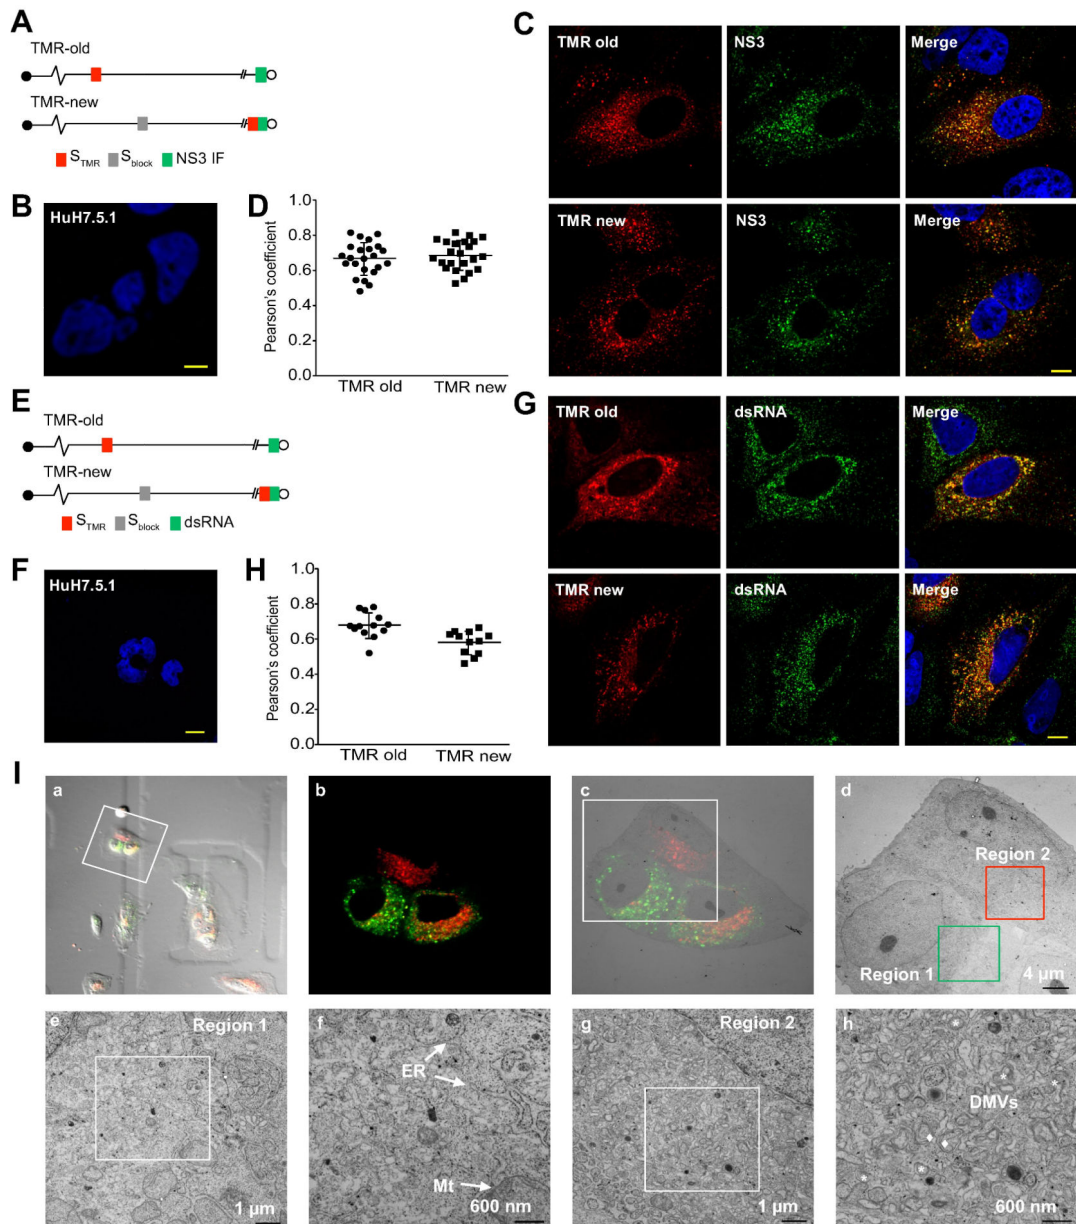 A
TMR-old
TMR-new
S_TMR S_block NS3 IF
B
HuH7.5.1
D
Pearson's coefficient
1.0
0.8
0.6
0.4
0.2
0.0
TMR old TMR new
C
TMR old NS3 Merge
TMR new NS3 Merge
E
TMR-old
TMR-new
S_TMR S_block dsRNA
F
HuH7.5.1
H
Pearson's coefficient
1.0
0.8
0.6
0.4
0.2
0.0
TMR old TMR new
G
TMR old dsRNA Merge
TMR new dsRNA Merge
I
a
b
c
d
Region 2
Region 1
4 µm
e
Region 1
1 µm
f
ER
Mt
600 nm
g
Region 2
1 µm
h
DMVs
600 nm